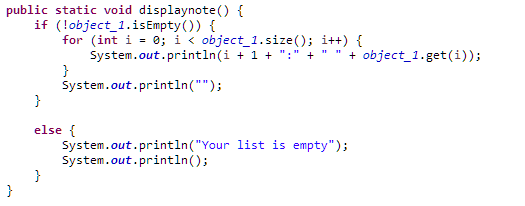 public static void displaynote() {
    if (!object_1.isEmpty()) {
        for (int i = 0; i < object_1.size(); i++) {
            System.out.println(i + 1 + ":" + " " + object_1.get(i));
        }
        System.out.println("");
    }

    else {
        System.out.println("Your list is empty");
        System.out.println();
    }
}